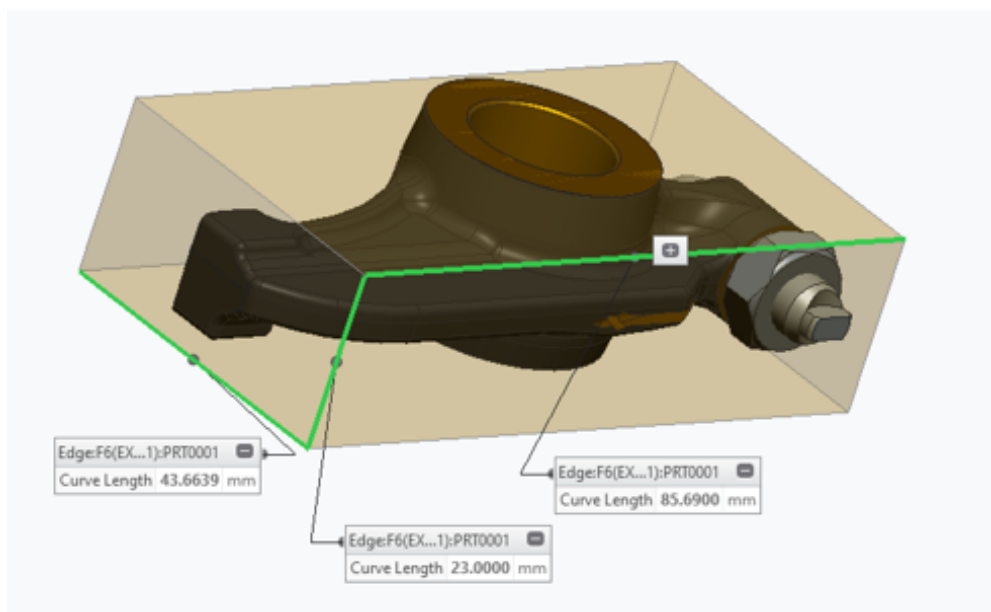 Edge:F6(EX...1):PRT0001
Curve Length 43.6639 mm
Edge:F6(EX...1):PRT0001
Curve Length 85.6900 mm
Edge:F6(EX...1):PRT0001
Curve Length 23.0000 mm